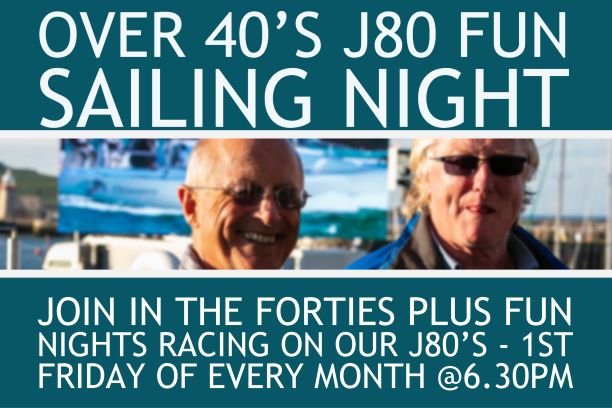 OVER 40'S J80 FUN
SAILING NIGHT
JOIN IN THE FORTIES PLUS FUN
NIGHTS RACING ON OUR J80'S - 1ST
FRIDAY OF EVERY MONTH @6.30PM